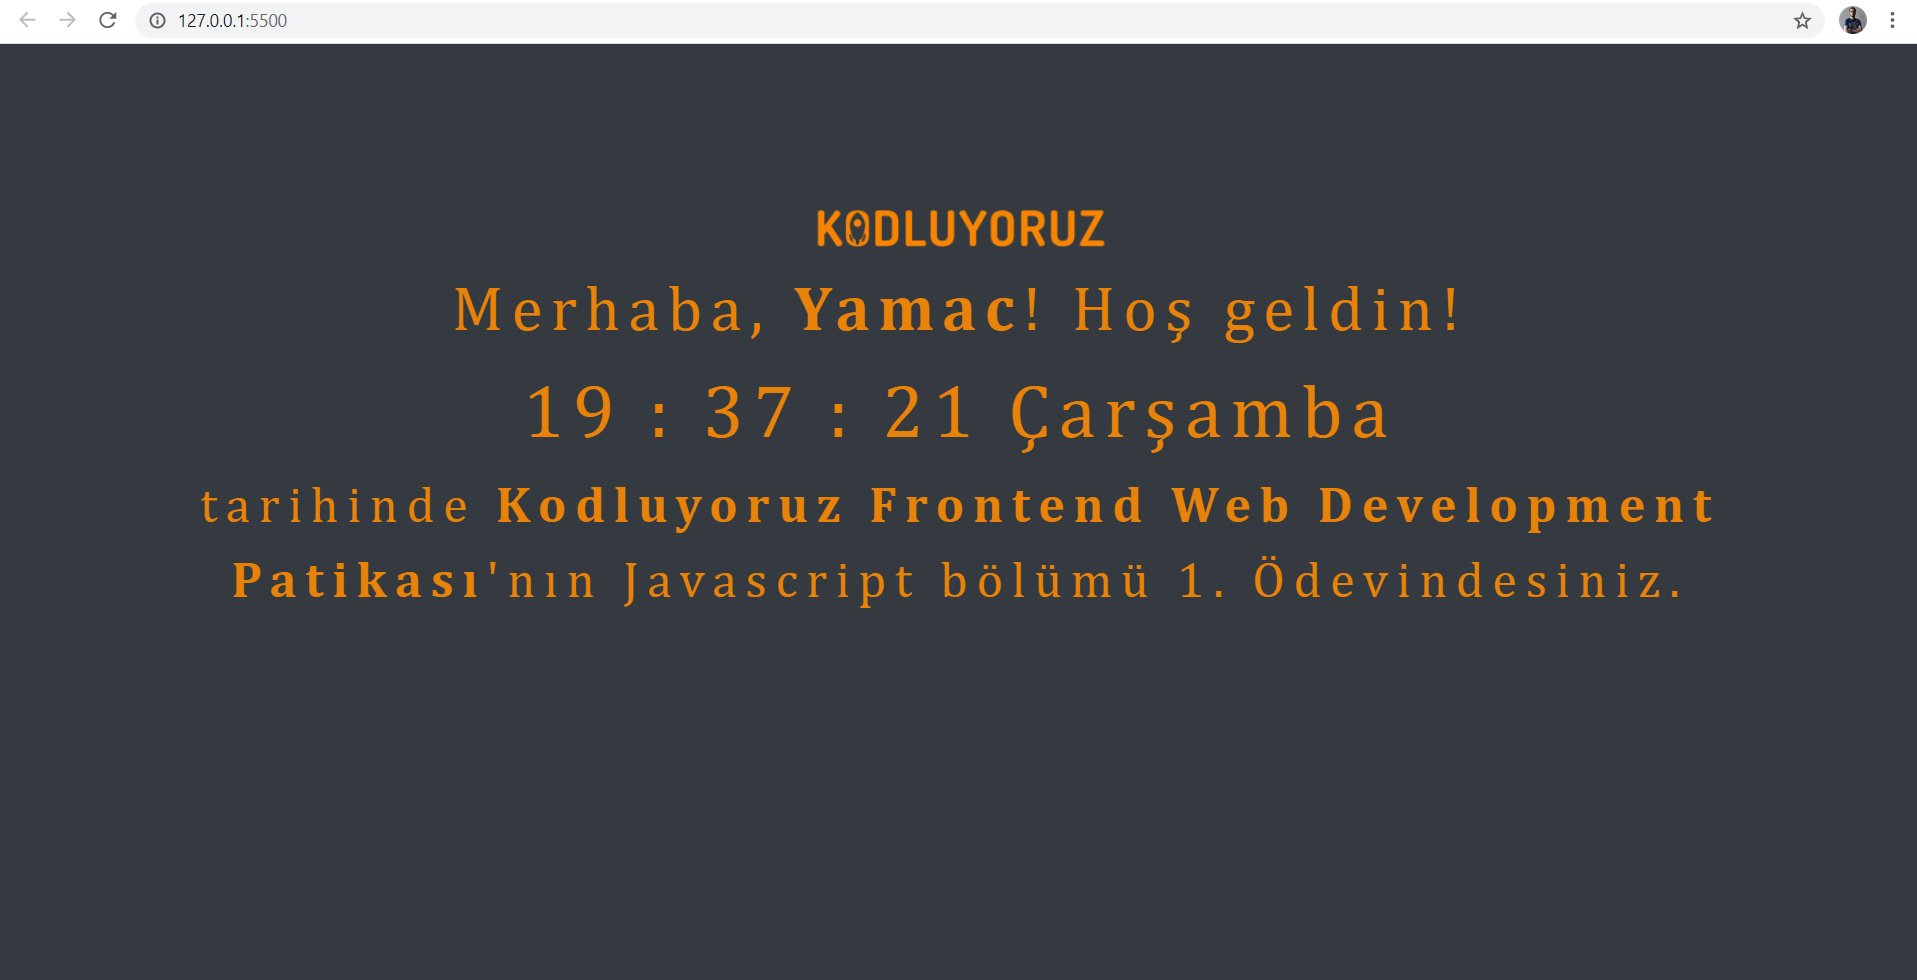 127.0.0.1:5500
KODLUYORUZ
Merhaba, Yamac! Hoş geldin!
19 : 37 : 21 Çarşamba
tarihinde Kodluyoruz Frontend Web Development
Patikası'nın Javascript bölümü 1. Ödevindesiniz.